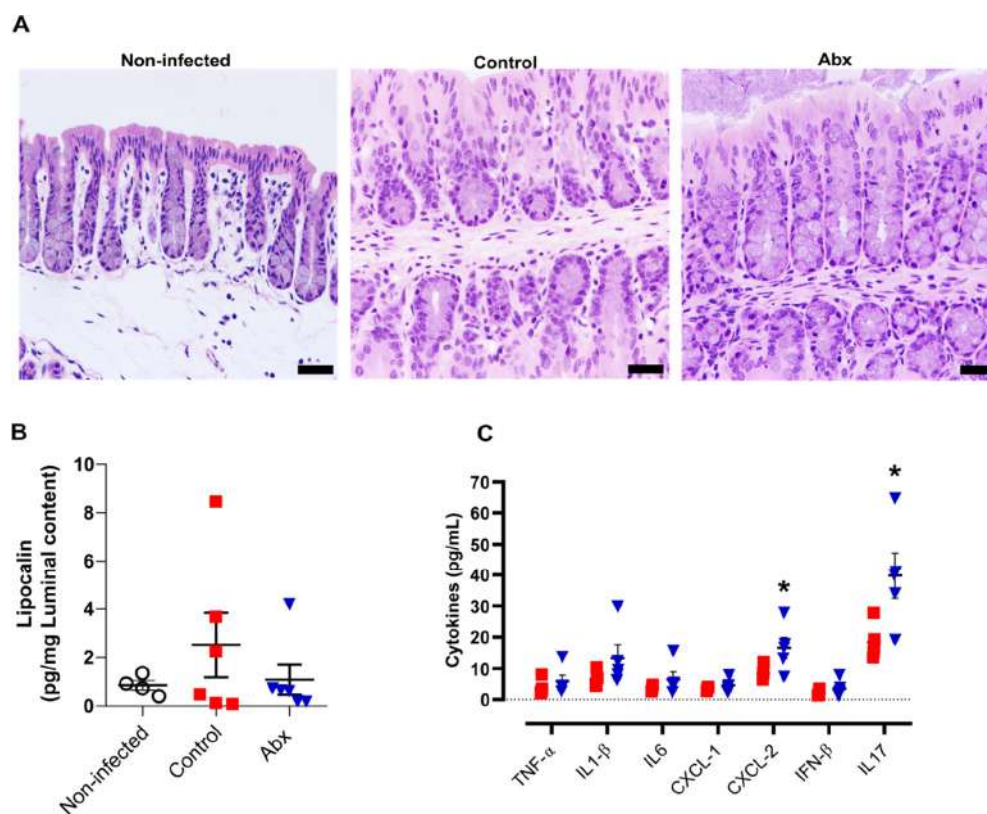 A
Non-infected
Control
Abx
B
Lipocalin
(pg/mg Luminal content)
10
8
6
4
2
0
Non-infected
Control
Abx
C
Cytokines (pg/mL)
80
70
60
50
40
30
20
10
0
*
*
TNF-α
IL1-β
IL6
CXCL-1
CXCL-2
IFN-β
IL17